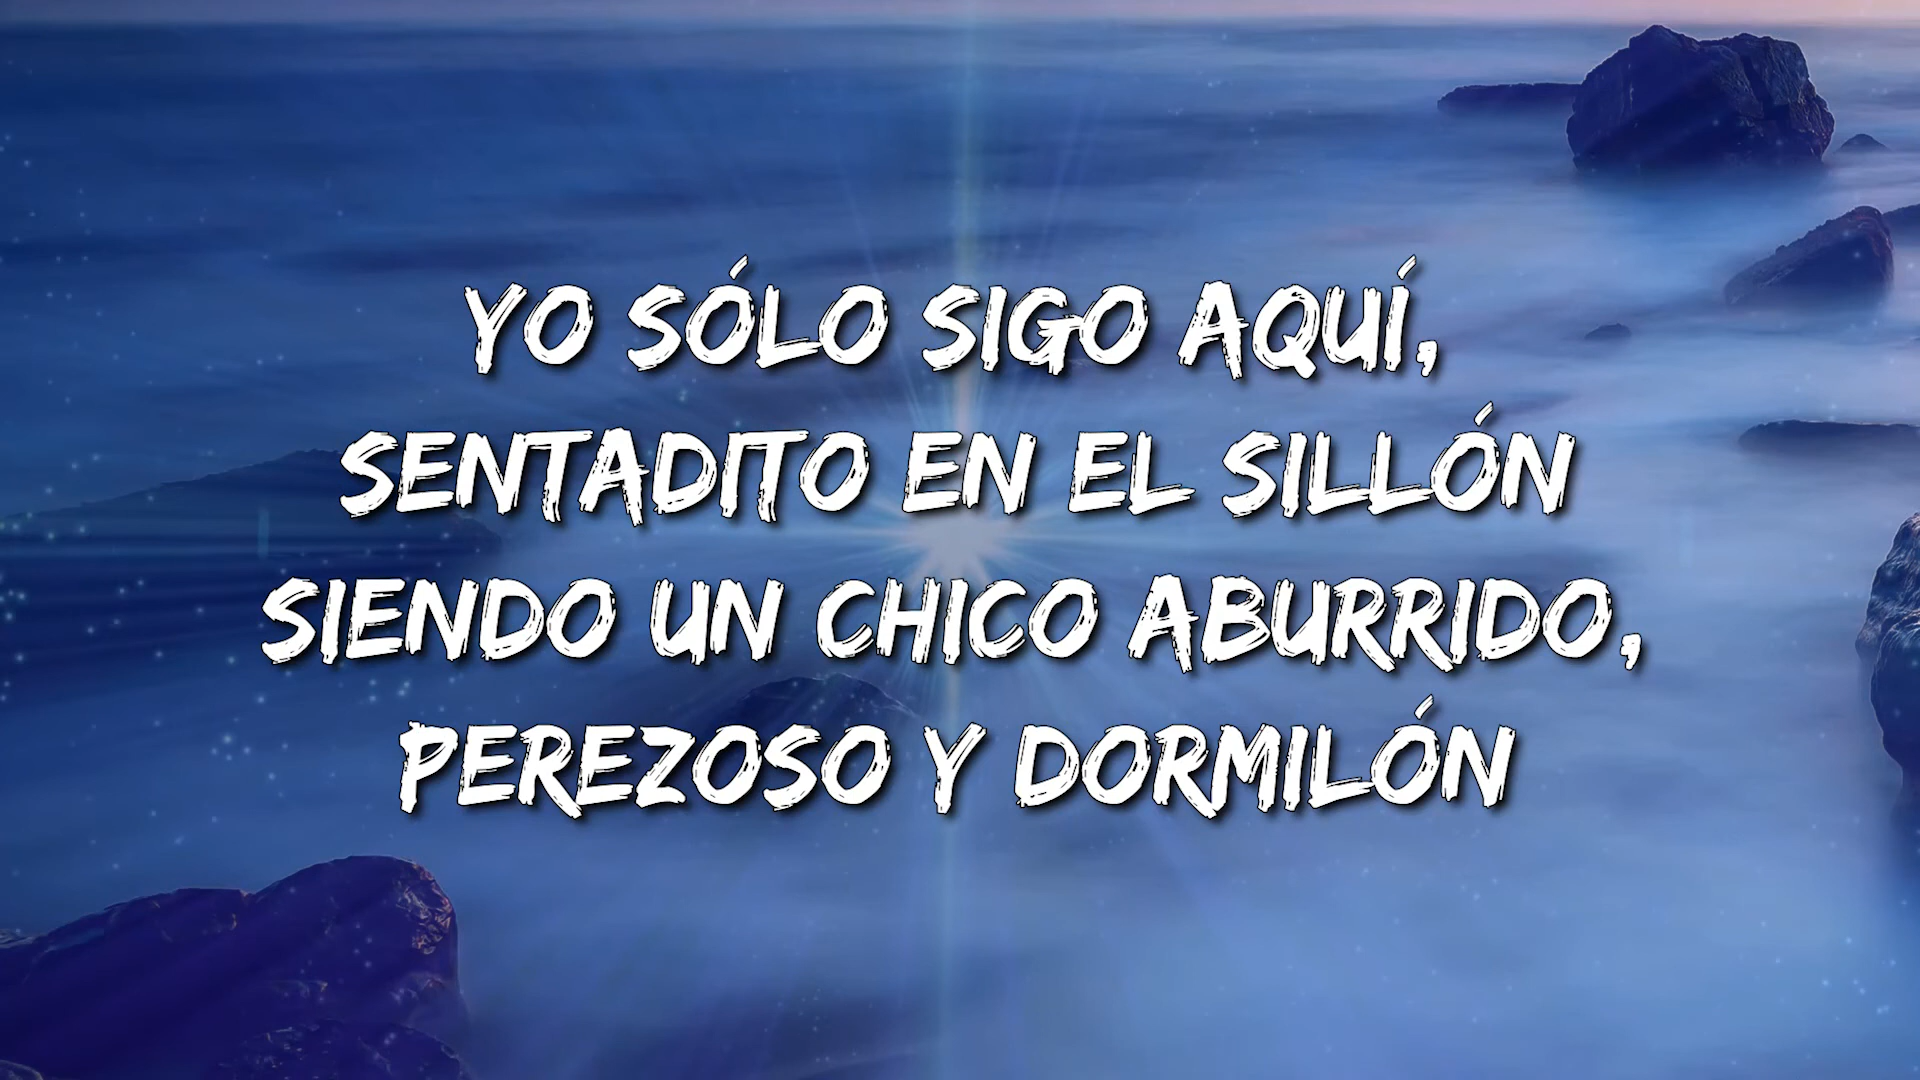 YO SÓLO SIGO AQUÍ,
SENTADITO EN EL SILLÓN
SIENDO UN CHICO ABURRIDO,
PEREZOSO Y DORMILÓN